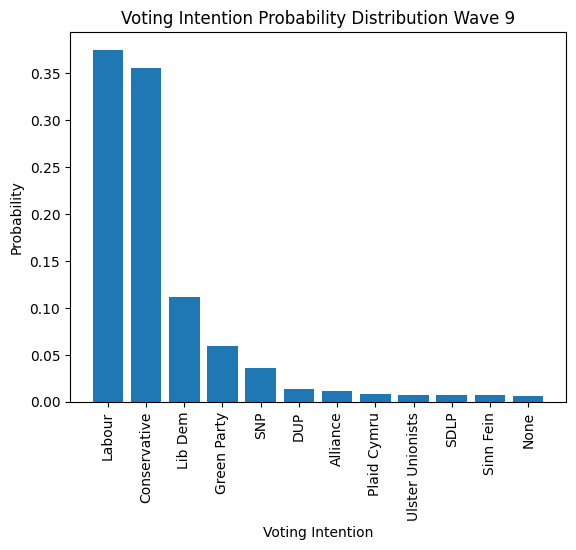 Voting Intention Probability Distribution Wave 9
Probability
0.35
0.30
0.25
0.20
0.15
0.10
0.05
0.00
Labour
Conservative
Lib Dem
Green Party
SNP
DUP
Alliance
Plaid Cymru
Ulster Unionists
SDLP
Sinn Fein
None
Voting Intention